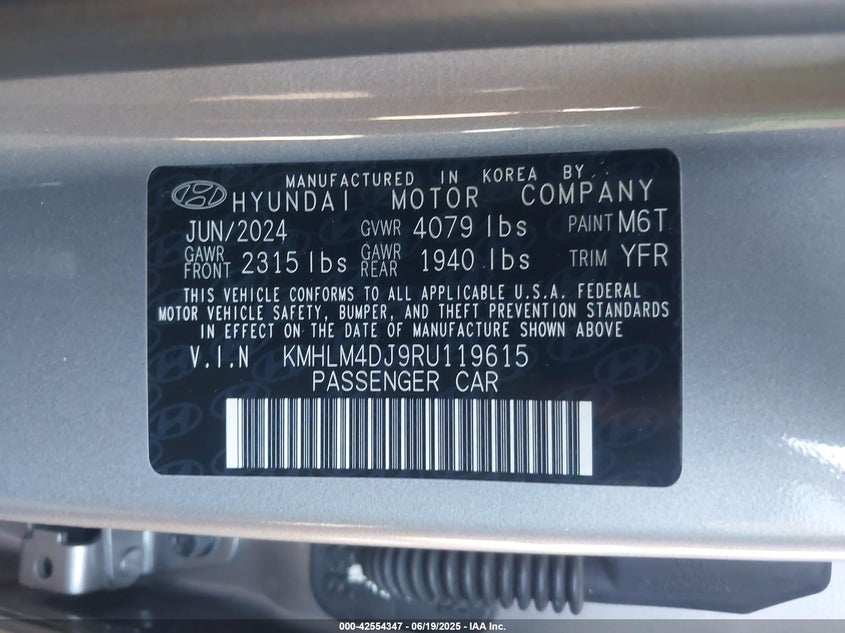 MANUFACTURED IN KOREA BY
HYUNDAI MOTOR COMPANY
JUN/2024 GVWR 4079 lbs PAINT M6T
GAWR FRONT 2315 lbs GAWR REAR 1940 lbs TRIM YFR
THIS VEHICLE CONFORMS TO ALL APPLICABLE U.S.A. FEDERAL
MOTOR VEHICLE SAFETY, BUMPER, AND THEFT PREVENTION STANDARDS
IN EFFECT ON THE DATE OF MANUFACTURE SHOWN ABOVE
V.I.N KMHLM4DJ9RU119615
PASSENGER CAR
000-42554347 / 06/19/2025 / IAA Inc.